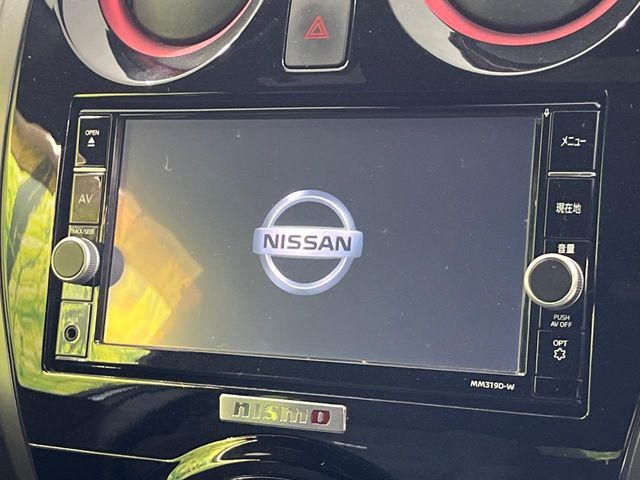 OPEN
AV
TRACK/SEEK
AUX
NISSAN
メニュー
現在地
音量
PUSH
AV OFF
OPT
MM319D-W
nismo